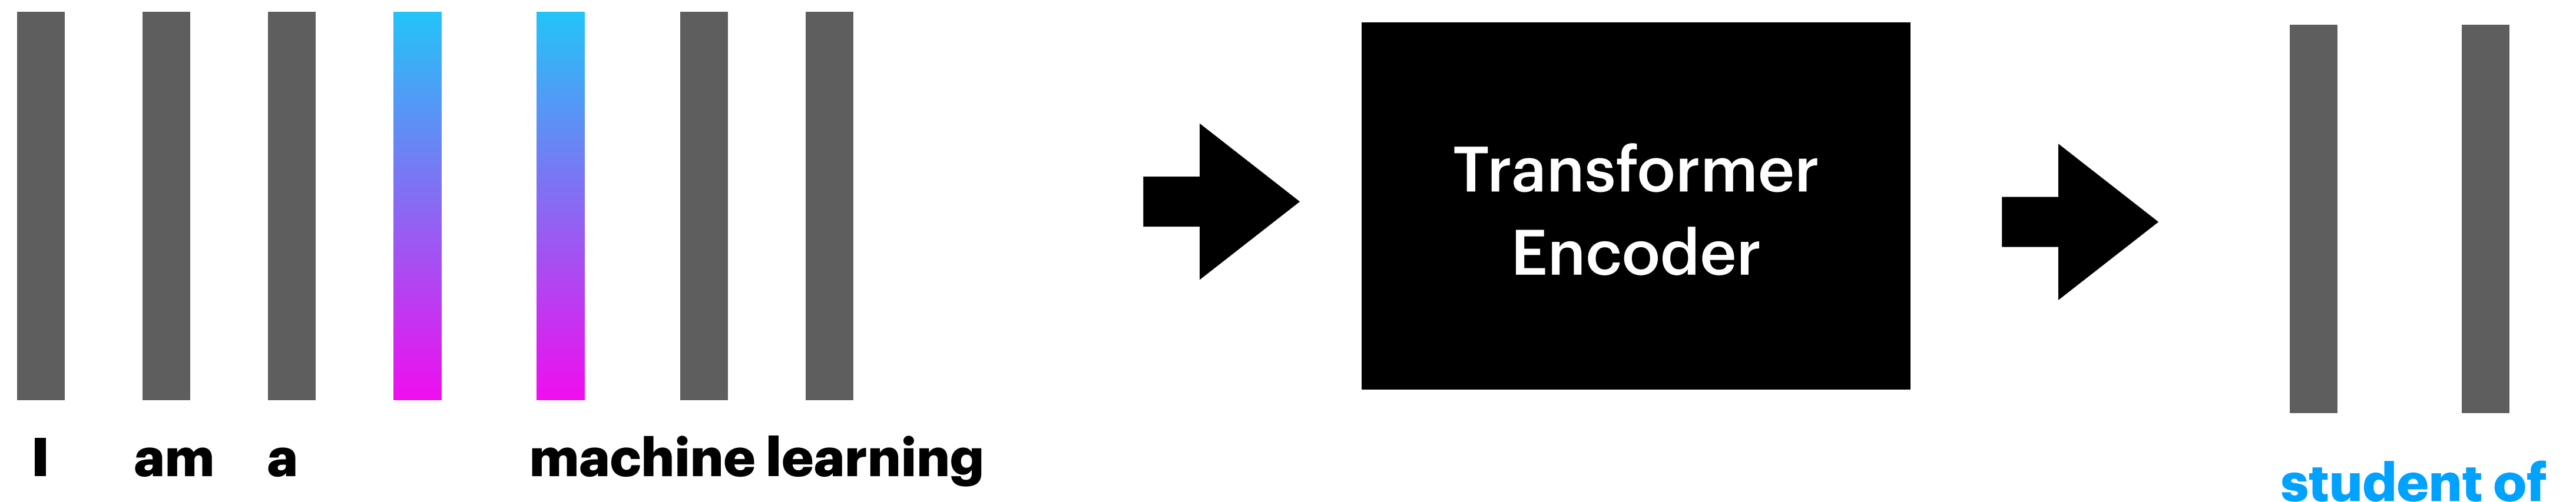 I am a machine learning
Transformer
Encoder
student of